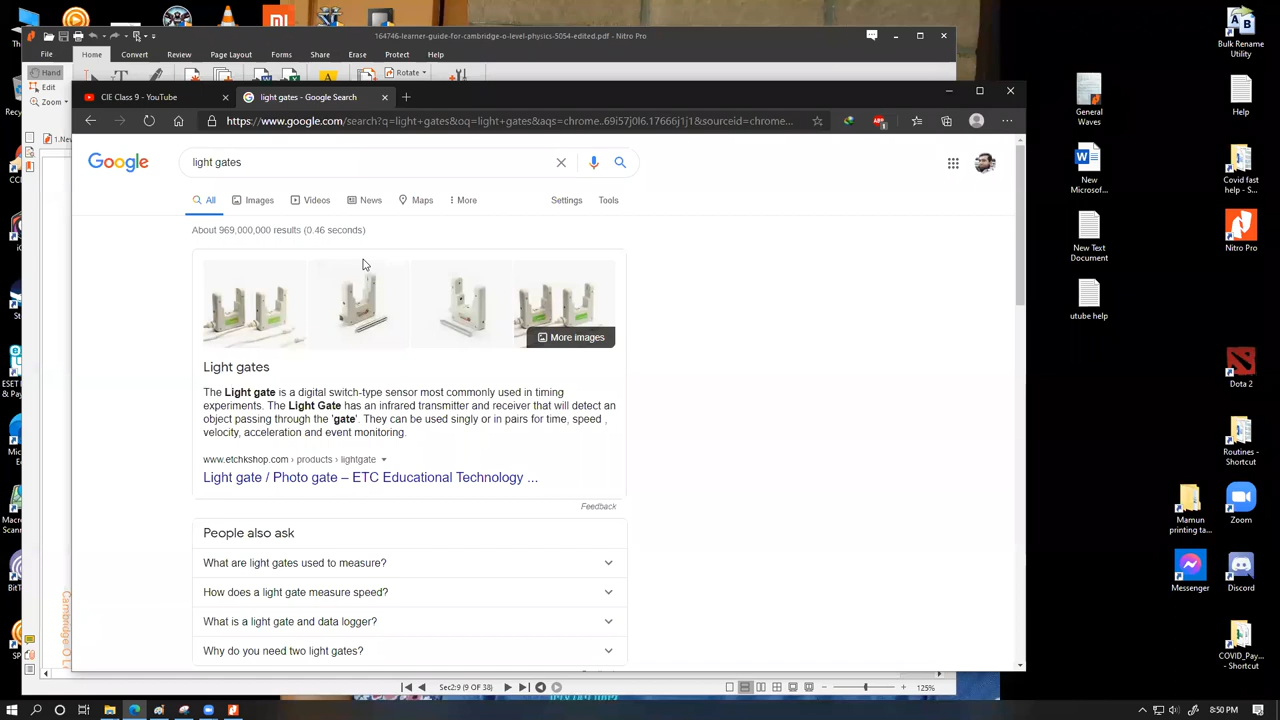 164746-learner-guide-for-cambridge-o-level-physics-5054-edited.pdf - Nitro Pro
File Home Convert Review Page Layout Forms Share Erase Protect Help
Hand
Edit
Zoom
Rotate
CIE Class 9 - YouTube
light gates - Google Search
https://www.google.com/search?q=light+gates&oq=light+gates&aqs=chrome..69i57j0l6.17666j1j1&sourceid=chrome...
Google
light gates
All Images Videos News Maps More Settings Tools
About 969,000,000 results (0.46 seconds)
More images
Light gates
The Light gate is a digital switch-type sensor most commonly used in timing
experiments. The Light Gate has an infrared transmitter and receiver that will detect an
object passing through the 'gate'. They can be used singly or in pairs for time, speed ,
velocity, acceleration and event monitoring.
www.etchkshop.com › products › lightgate
Light gate / Photo gate – ETC Educational Technology ...
Feedback
People also ask
What are light gates used to measure?
How does a light gate measure speed?
What is a light gate and data logger?
Why do you need two light gates?
Sec2:9 (9 OF 38)
125%
General
Waves
New
Microsof...
New Text
Document
utube help
Bulk Rename
Utility
Help
Covid fast
help - S...
Nitro Pro
Dota 2
Routines -
Shortcut
Mamun
printing ta...
Zoom
Messenger
Discord
COVID_Pay...
- Shortcut
8:50 PM